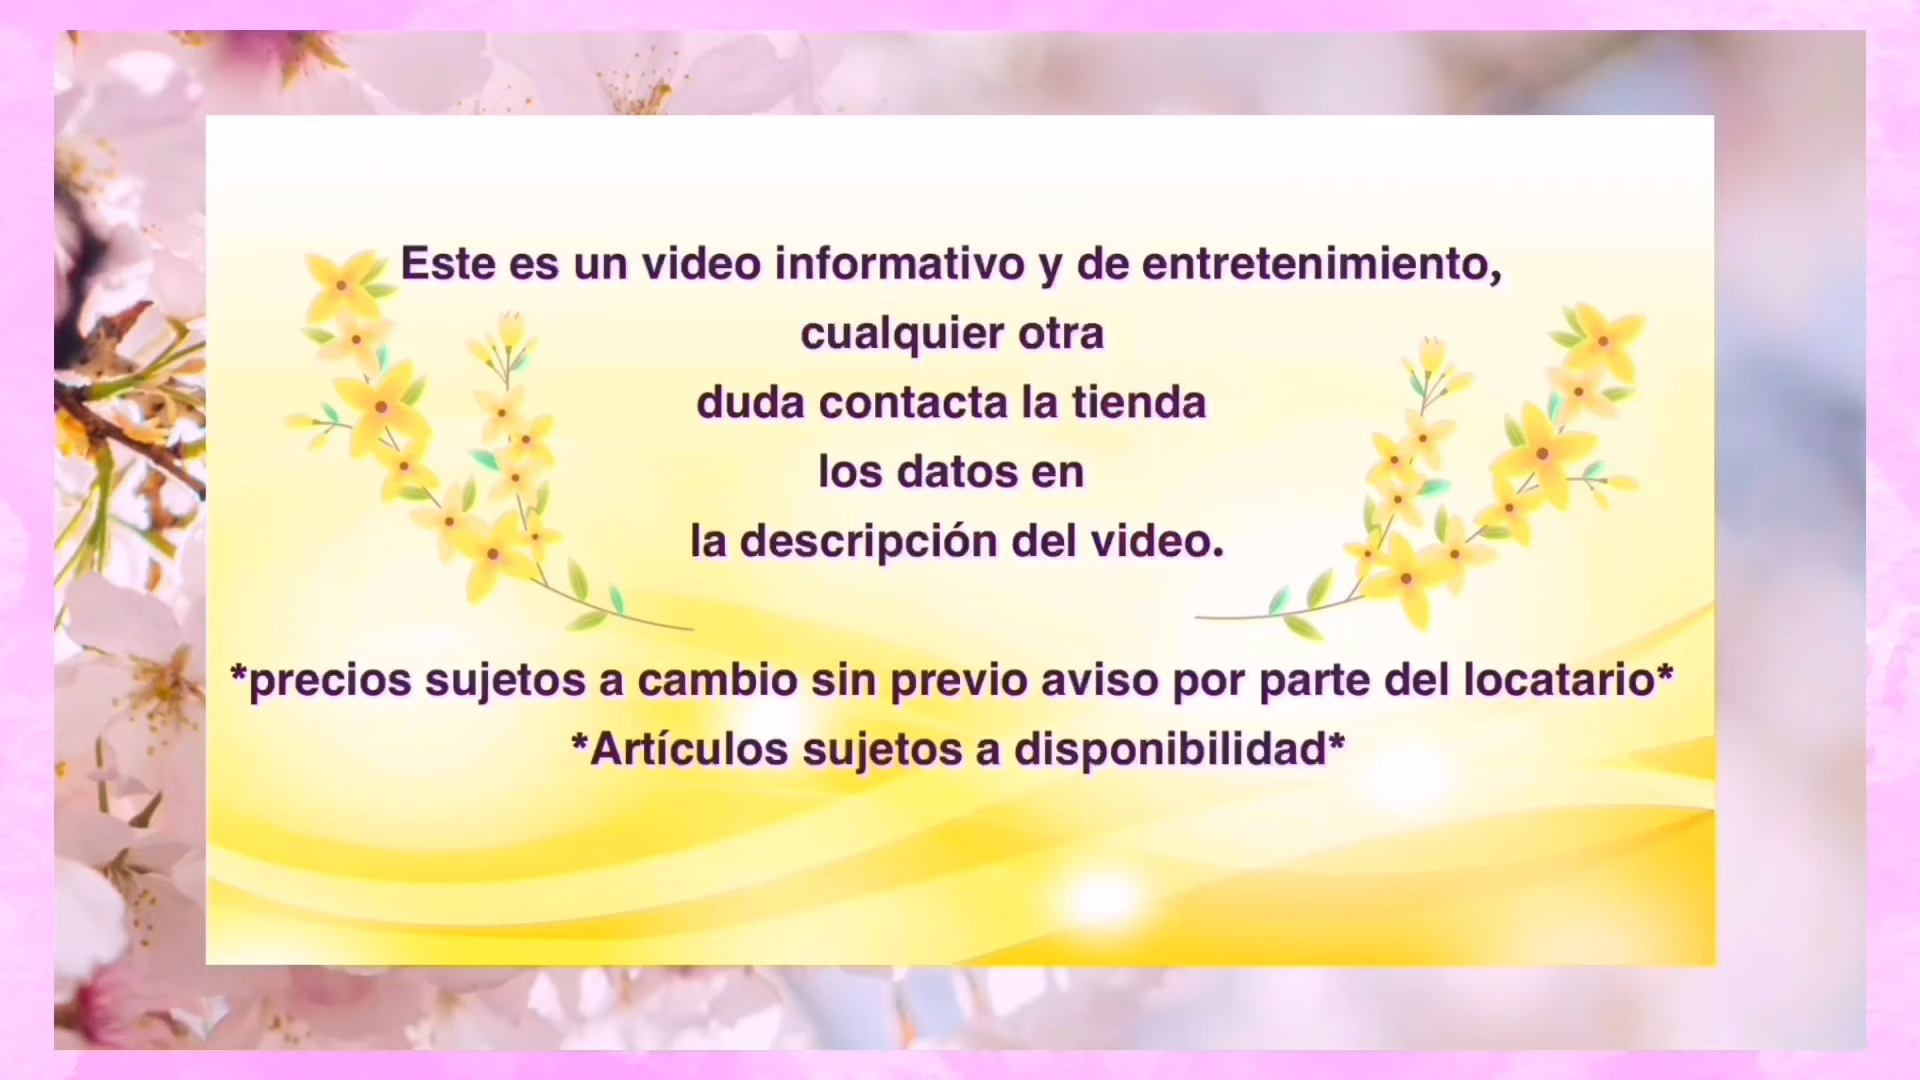 Este es un video informativo y de entretenimiento,
cualquier otra
duda contacta la tienda
los datos en
la descripción del video.
*precios sujetos a cambio sin previo aviso por parte del locatario*
*Artículos sujetos a disponibilidad*